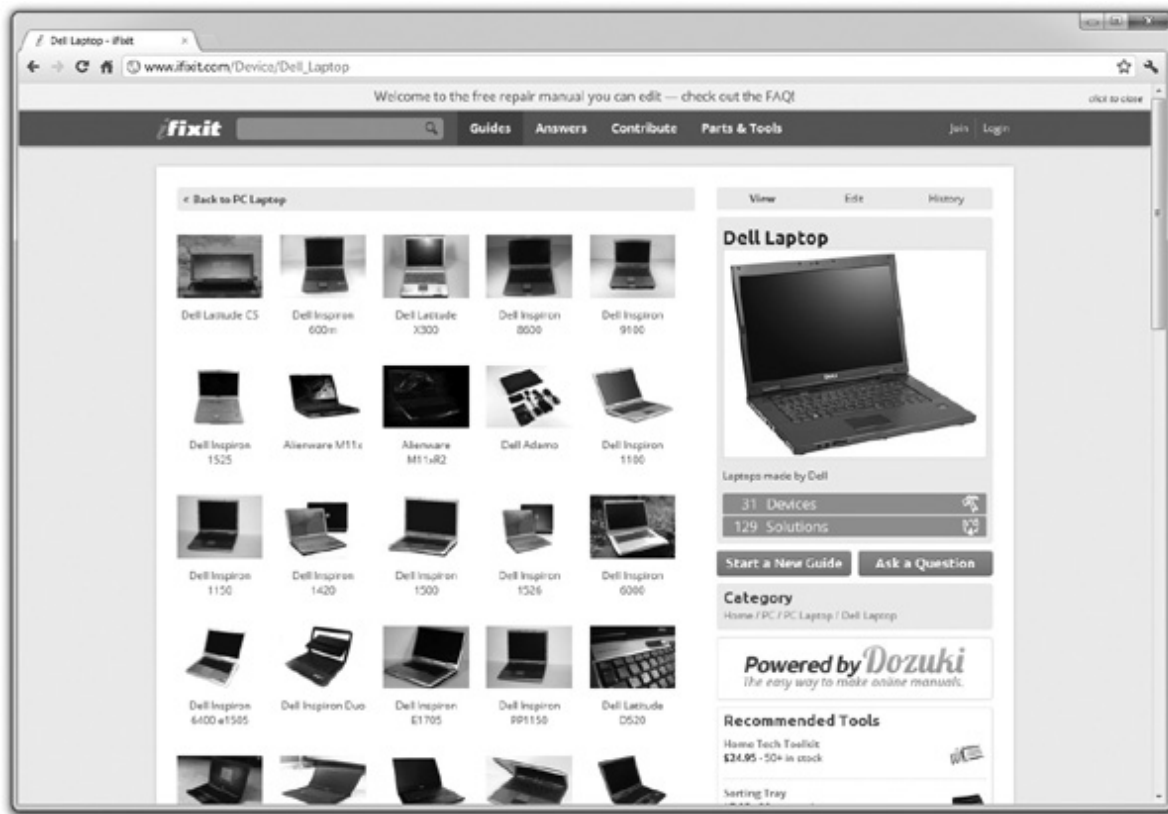 Dell Laptop - iFixit
www.ifixit.com/Device/Dell_Laptop
Welcome to the free repair manual you can edit — check out the FAQ!
click to close
ifixit
Guides Answers Contribute Parts & Tools
Join Login
« Back to PC Laptop
View Edit History
Dell Laptop
Dell Latitude CS
Dell Inspiron
600m
Dell Latitude
X300
Dell Inspiron
8600
Dell Inspiron
9100
Dell Inspiron
1525
Alienware M11x
Alienware
M11xR2
Dell Adamo
Dell Inspiron
1100
Laptops made by Dell
31 Devices
129 Solutions
Dell Inspiron
1150
Dell Inspiron
1420
Dell Inspiron
1500
Dell Inspiron
1526
Dell Inspiron
6000
Start a New Guide
Ask a Question
Category
Home / PC / PC Laptop / Dell Laptop
Powered by Dozuki
The easy way to make online manuals.
Dell Inspiron
6400 e1505
Dell Inspiron Duo
Dell Inspiron
E1705
Dell Inspiron
PP1150
Dell Latitude
D520
Recommended Tools
Home Tech Toolkit
$24.95 - 50+ in stock
Sorting Tray